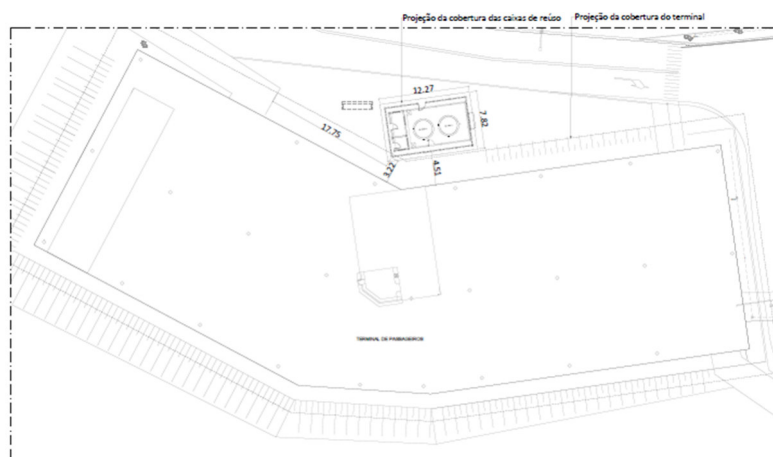 Projeção da cobertura das caixas de reúso
Projeção da cobertura do terminal
12.27
7.82
17.75
3.22
4.51
TERMINAL DE PASSAGEIROS